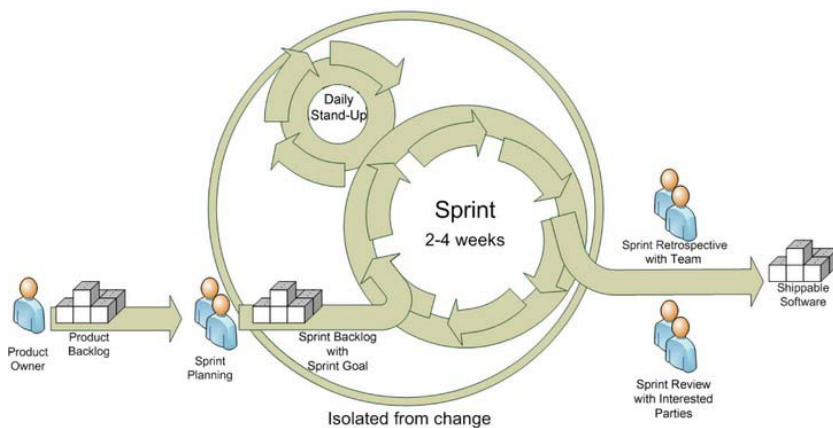 Daily
Stand-Up
Sprint
2-4 weeks
Product
Owner
Product
Backlog
Sprint
Planning
Sprint Backlog
with
Sprint Goal
Sprint Retrospective
with Team
Shippable
Software
Sprint Review
with Interested
Parties
Isolated from change